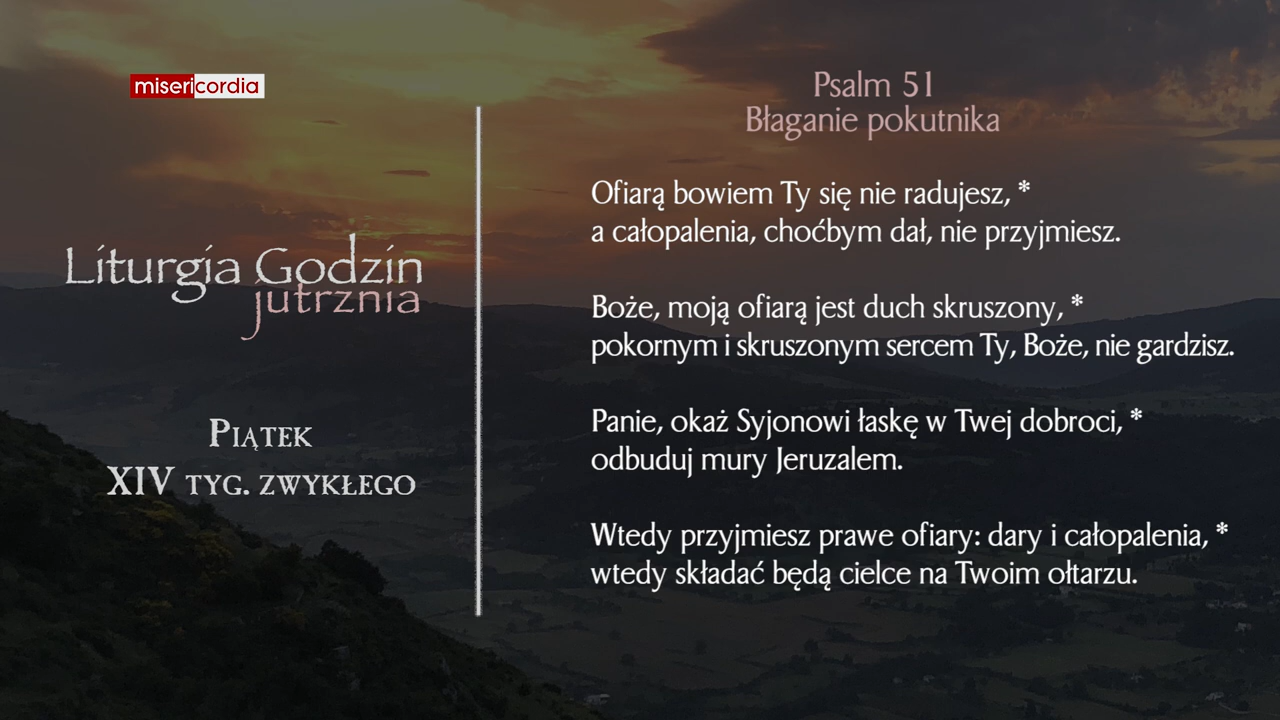 misericordia
Liturgia Godzin
jutrznia
Piątek
XIV tyg. zwykłego
Psalm 51
Błaganie pokutnika
Ofiarą bowiem Ty się nie radujesz, *
a całopalenia, choćbym dał, nie przyjmiesz.
Boże, moją ofiarą jest duch skruszony, *
pokornym i skruszonym sercem Ty, Boże, nie gardzisz.
Panie, okaż Syjonowi łaskę w Twej dobroci, *
odbuduj mury Jeruzalem.
Wtedy przyjmiesz prawe ofiary: dary i całopalenia, *
wtedy składać będą cielce na Twoim ołtarzu.